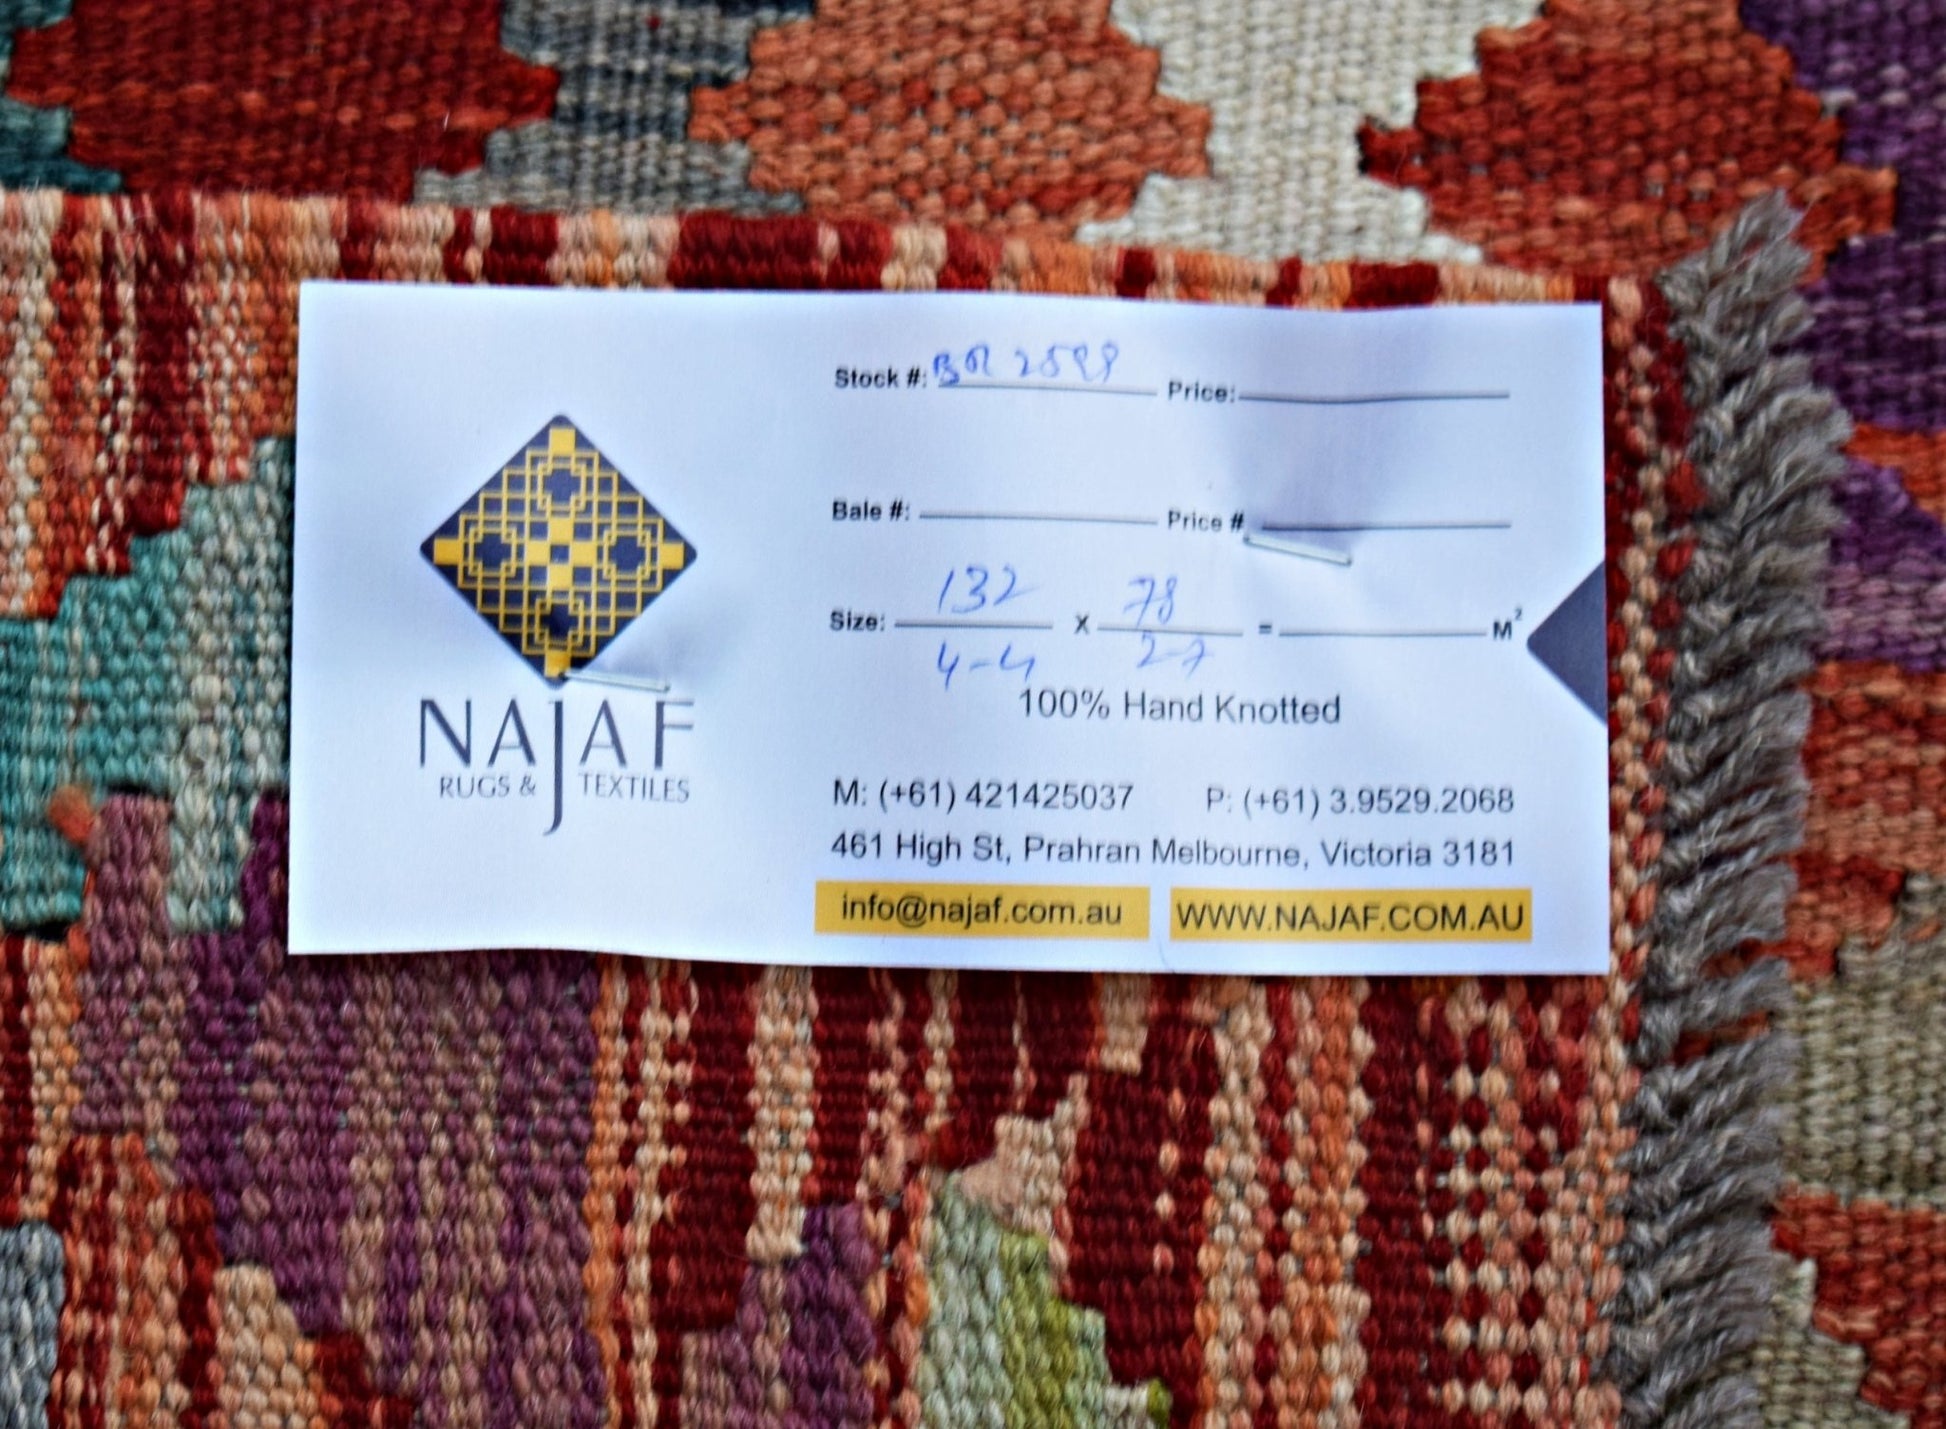 NAJAF
RUGS & TEXTILES
Stock #: BR 2599 Price:
Bale #: Price #
Size: 132 x 78 = M²
4-4 2-7
100% Hand Knotted
M: (+61) 421425037 P: (+61) 3.9529.2068
461 High St, Prahran Melbourne, Victoria 3181
info@najaf.com.au WWW.NAJAF.COM.AU